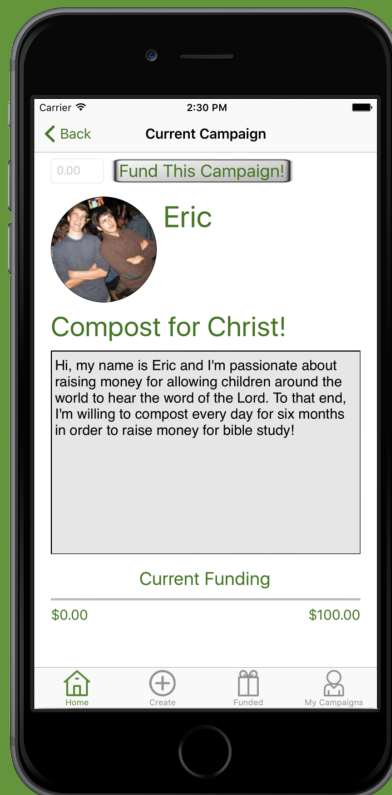 Carrier 2:30 PM
Back Current Campaign
0.00 Fund This Campaign!
Eric
Compost for Christ!
Hi, my name is Eric and I'm passionate about
raising money for allowing children around the
world to hear the word of the Lord. To that end,
I'm willing to compost every day for six months
in order to raise money for bible study!
Current Funding
$0.00 $100.00
Home Create Funded My Campaigns